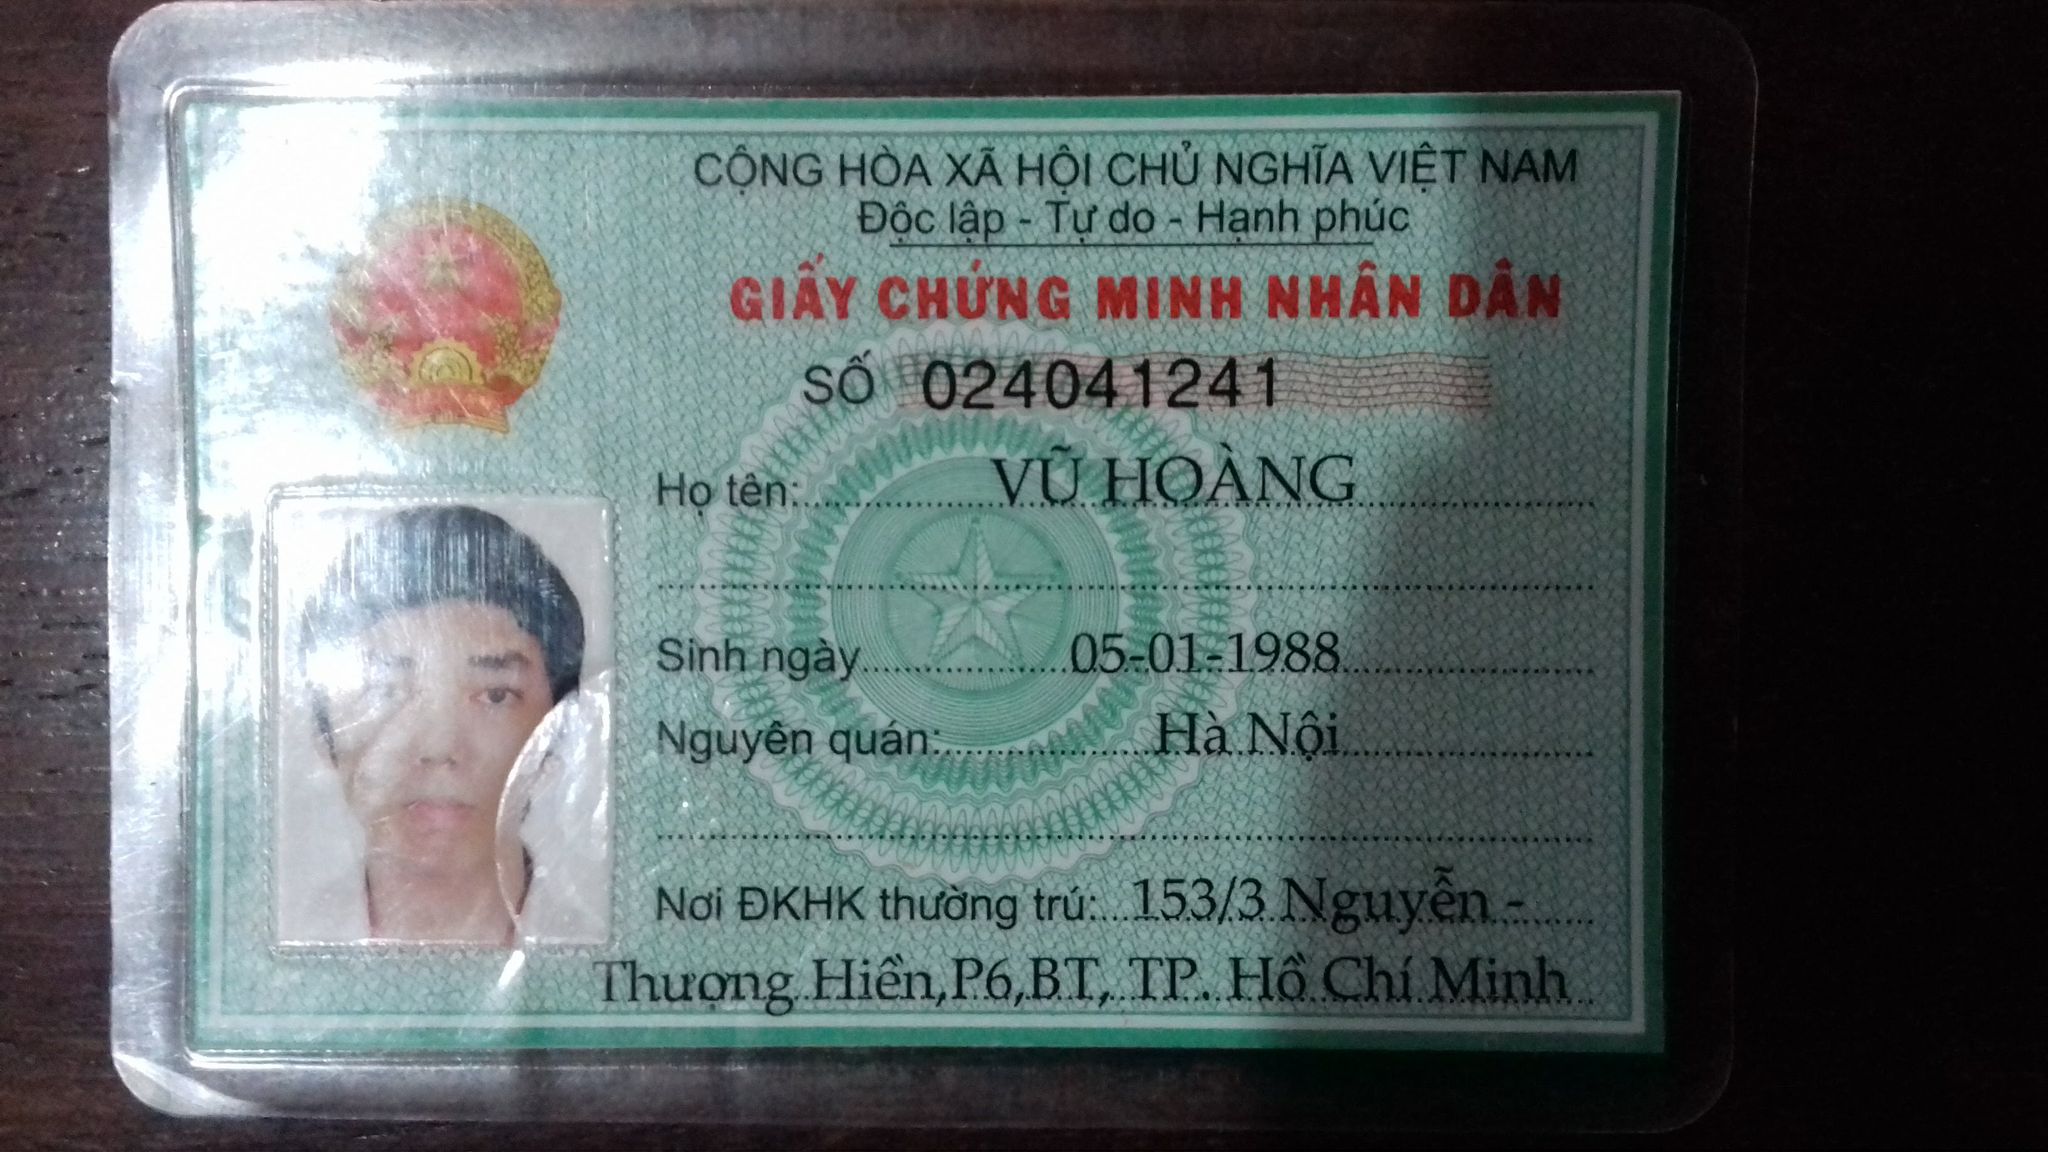 CỘNG HÒA XÃ HỘI CHỦ NGHĨA VIỆT NAM
Độc lập - Tự do - Hạnh phúc
GIẤY CHỨNG MINH NHÂN DÂN
SỐ 024041241
Họ tên: VŨ HOÀNG
Sinh ngày 05-01-1988
Nguyên quán: Hà Nội
Nơi ĐKHK thường trú: 153/3 Nguyễn -
Thượng Hiền,P6,BT, TP. Hồ Chí Minh